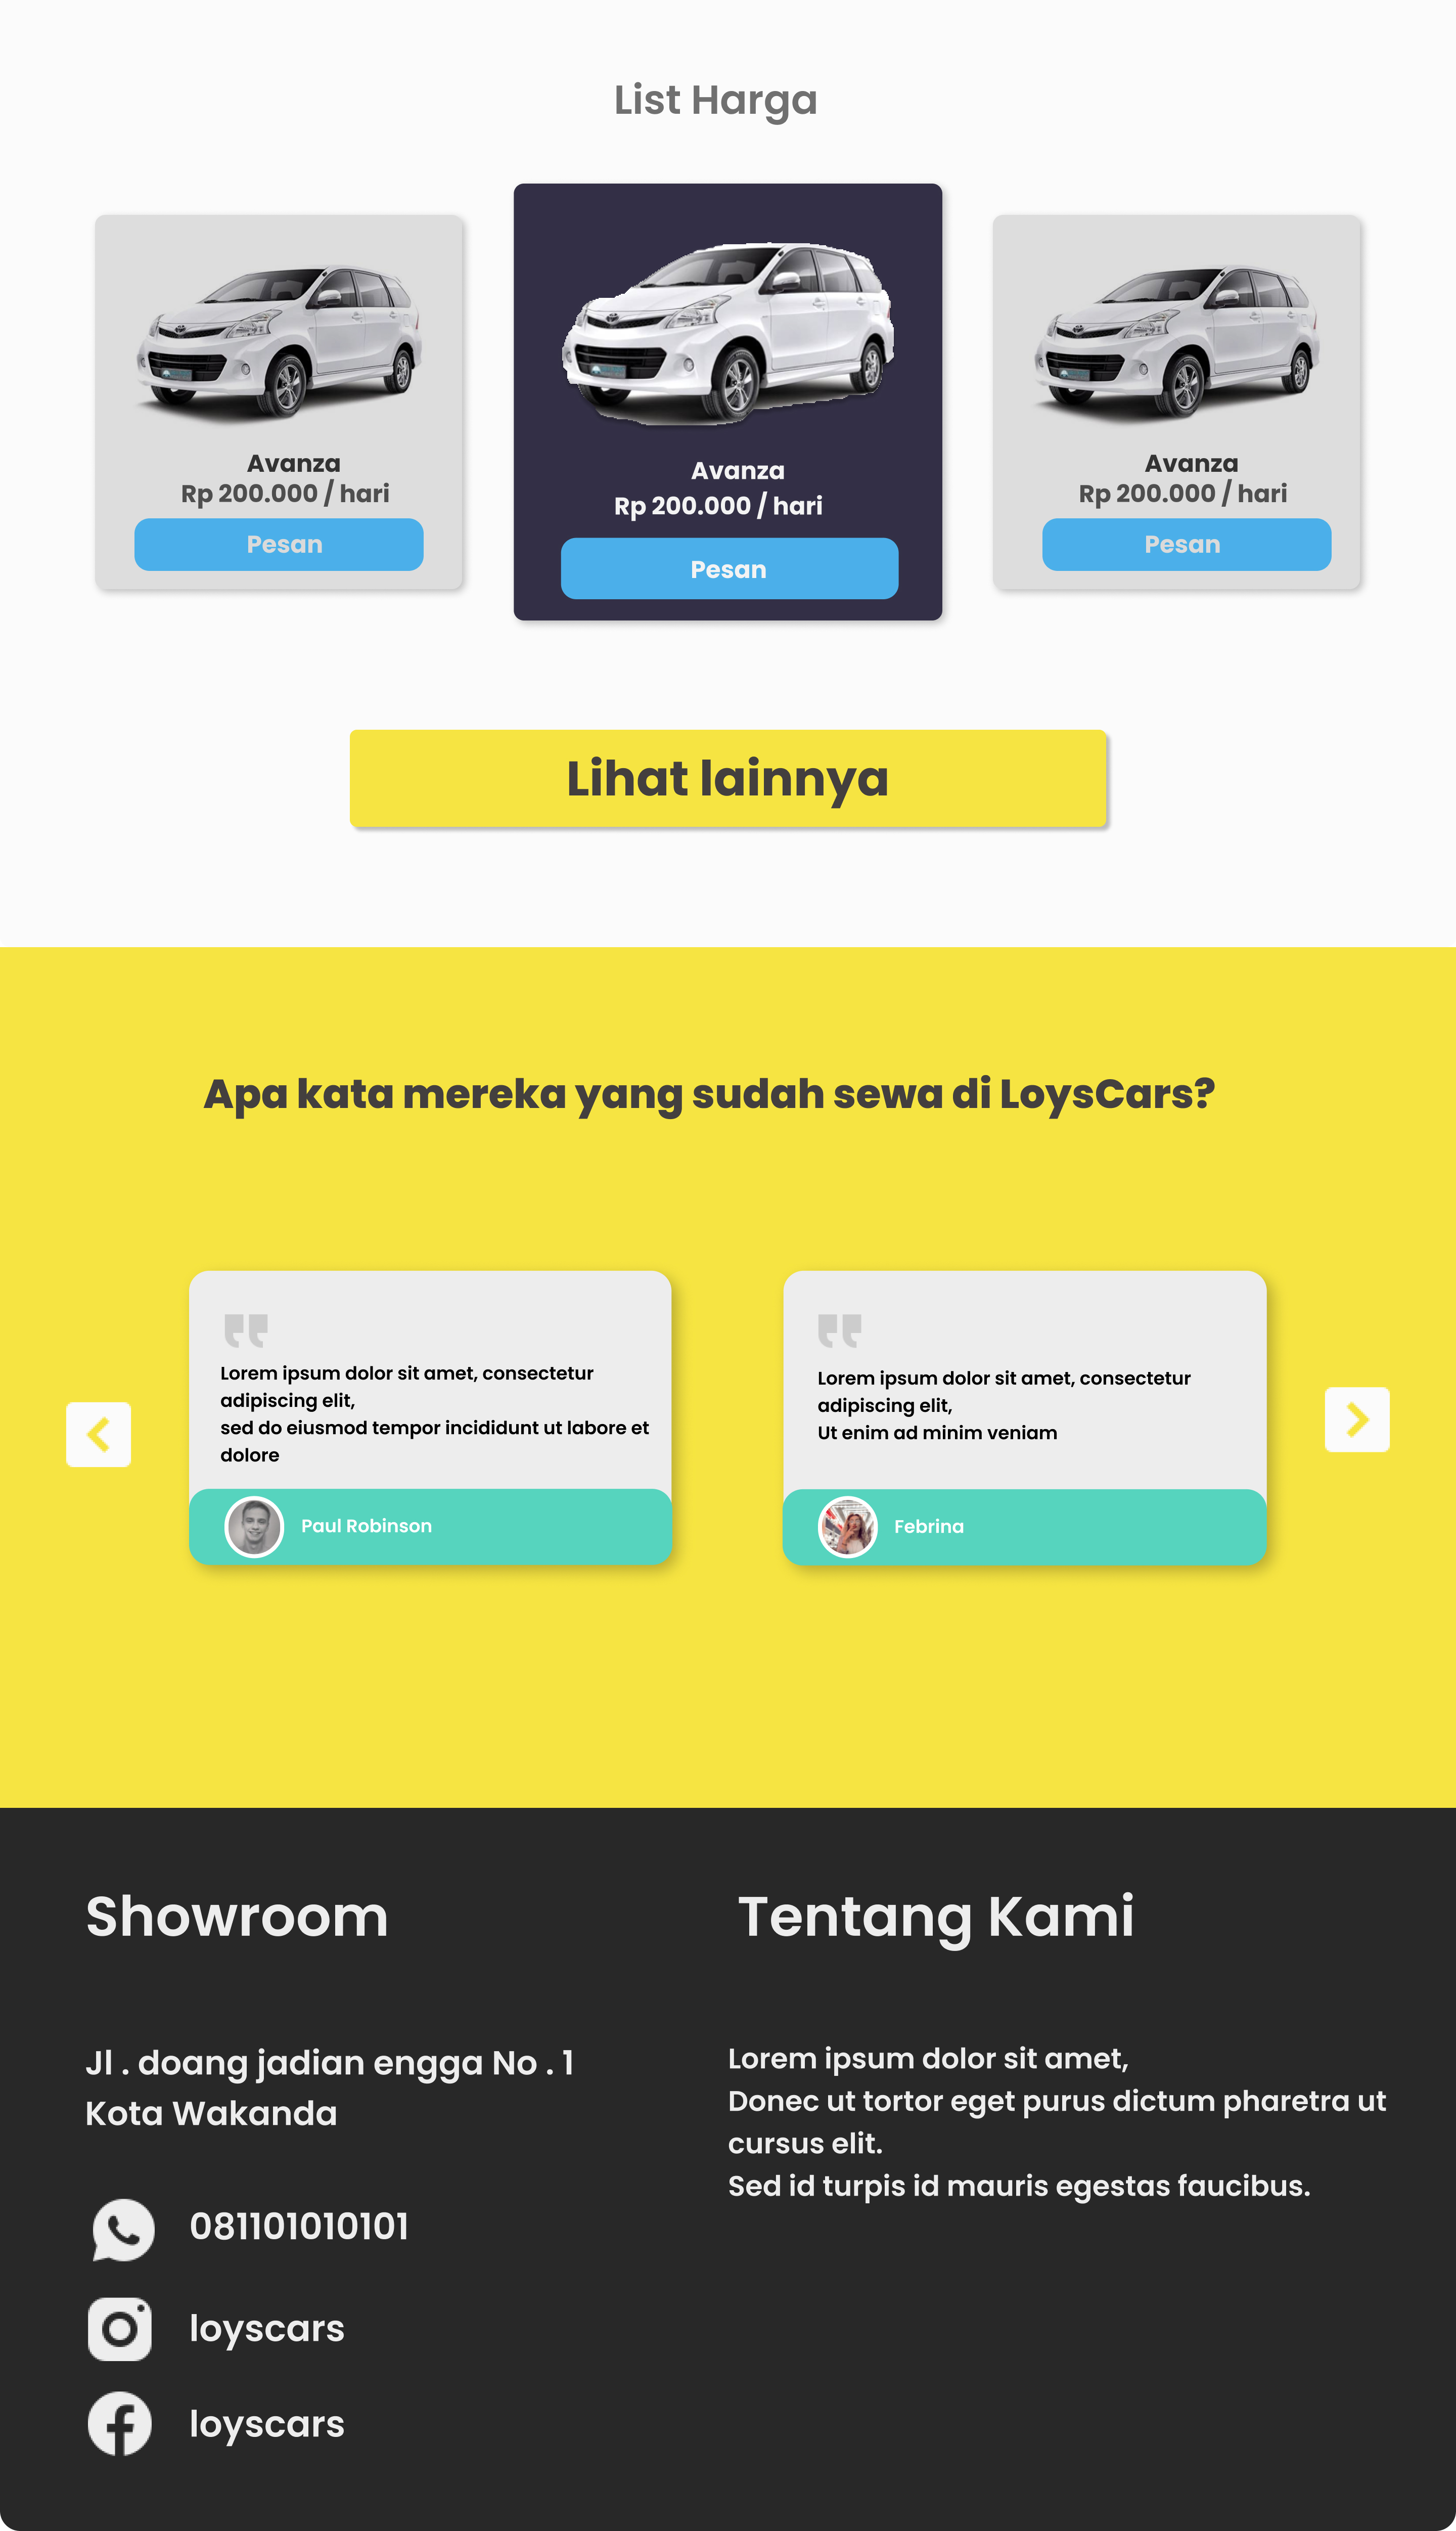 List Harga
Avanza
Rp 200.000 / hari
Pesan
Avanza
Rp 200.000 / hari
Pesan
Avanza
Rp 200.000 / hari
Pesan
Lihat lainnya
Apa kata mereka yang sudah sewa di LoysCars?
Lorem ipsum dolor sit amet, consectetur
adipiscing elit,
sed do eiusmod tempor incididunt ut labore et
dolore
Paul Robinson
Lorem ipsum dolor sit amet, consectetur
adipiscing elit,
Ut enim ad minim veniam
Febrina
Showroom
Jl . doang jadian engga No . 1
Kota Wakanda
081101010101
loyscars
loyscars
Tentang Kami
Lorem ipsum dolor sit amet,
Donec ut tortor eget purus dictum pharetra ut
cursus elit.
Sed id turpis id mauris egestas faucibus.